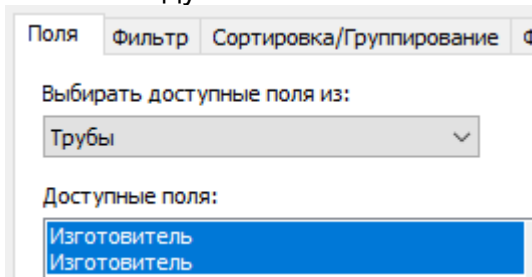 Поля Фильтр Сортировка/Группирование
Выбирать доступные поля из:
Трубы
Доступные поля:
Изготовитель
Изготовитель